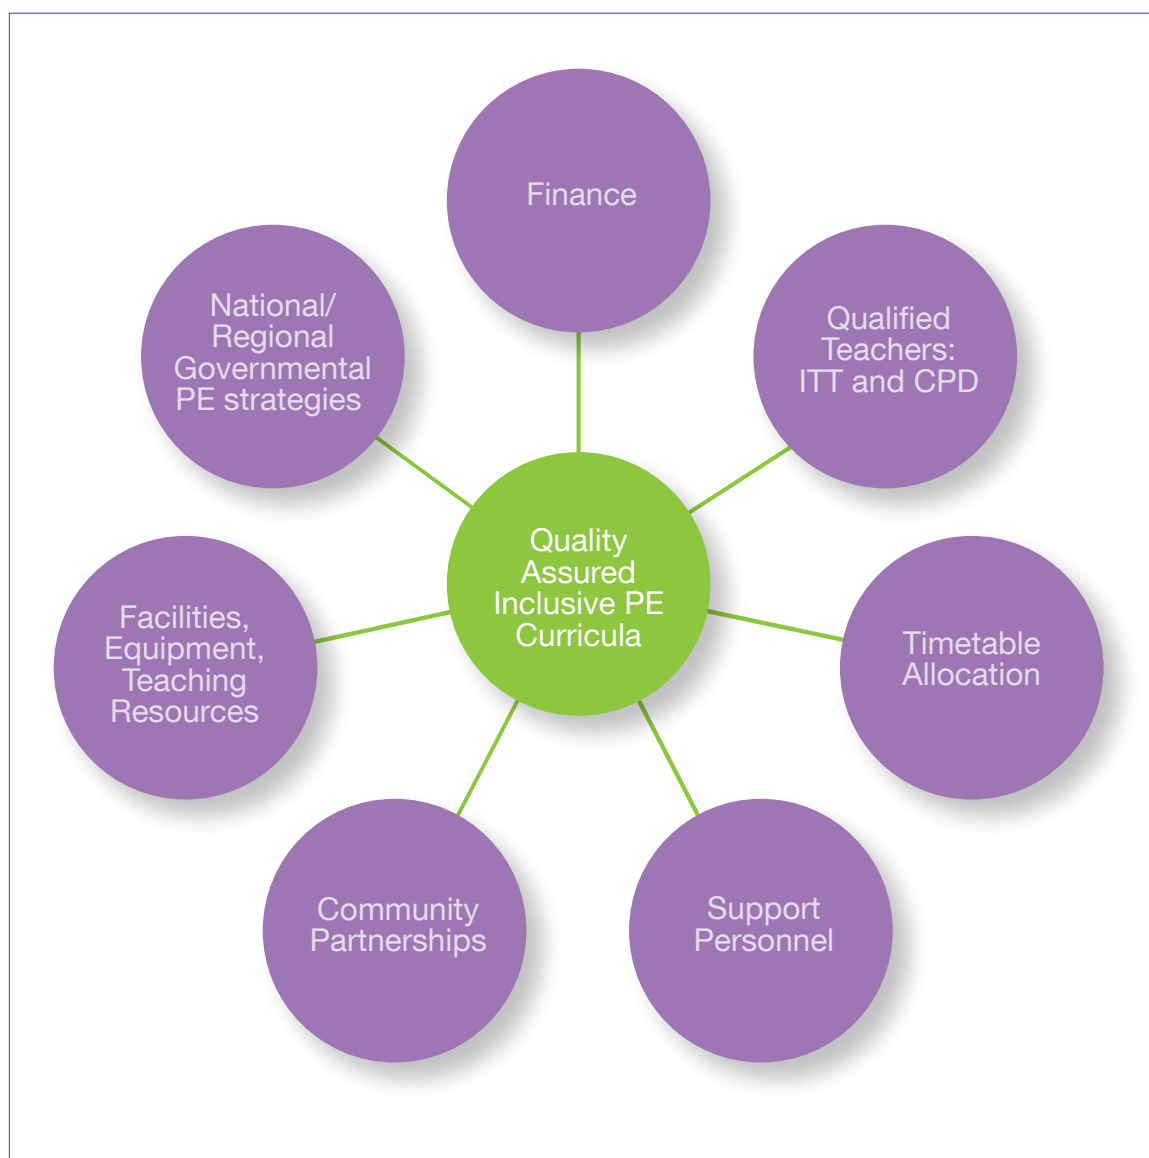 Finance
National/
Regional
Governmental
PE strategies
Qualified
Teachers:
ITT and CPD
Quality
Assured
Inclusive PE
Curricula
Facilities,
Equipment,
Teaching
Resources
Timetable
Allocation
Community
Partnerships
Support
Personnel